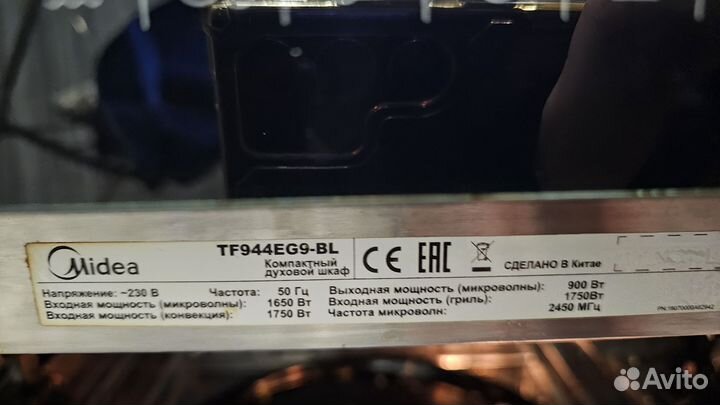 Midea
TF944EG9-BL
Компактный
духовой шкаф
CE EAC
СДЕЛАНО В Китае
Напряжение: ~230 В Частота: 50 Гц
Входная мощность (микроволны): 1650 Вт
Входная мощность (конвекция): 1750 Вт
Выходная мощность (микроволны): 900 Вт
Входная мощность (гриль): 1750Вт
Частота микроволн: 2450 МГц
Avito